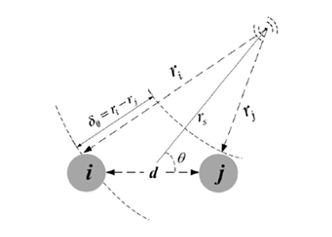 r_i
δ_ij = r_i − r_j
r_s
r_j
θ
i
d
j